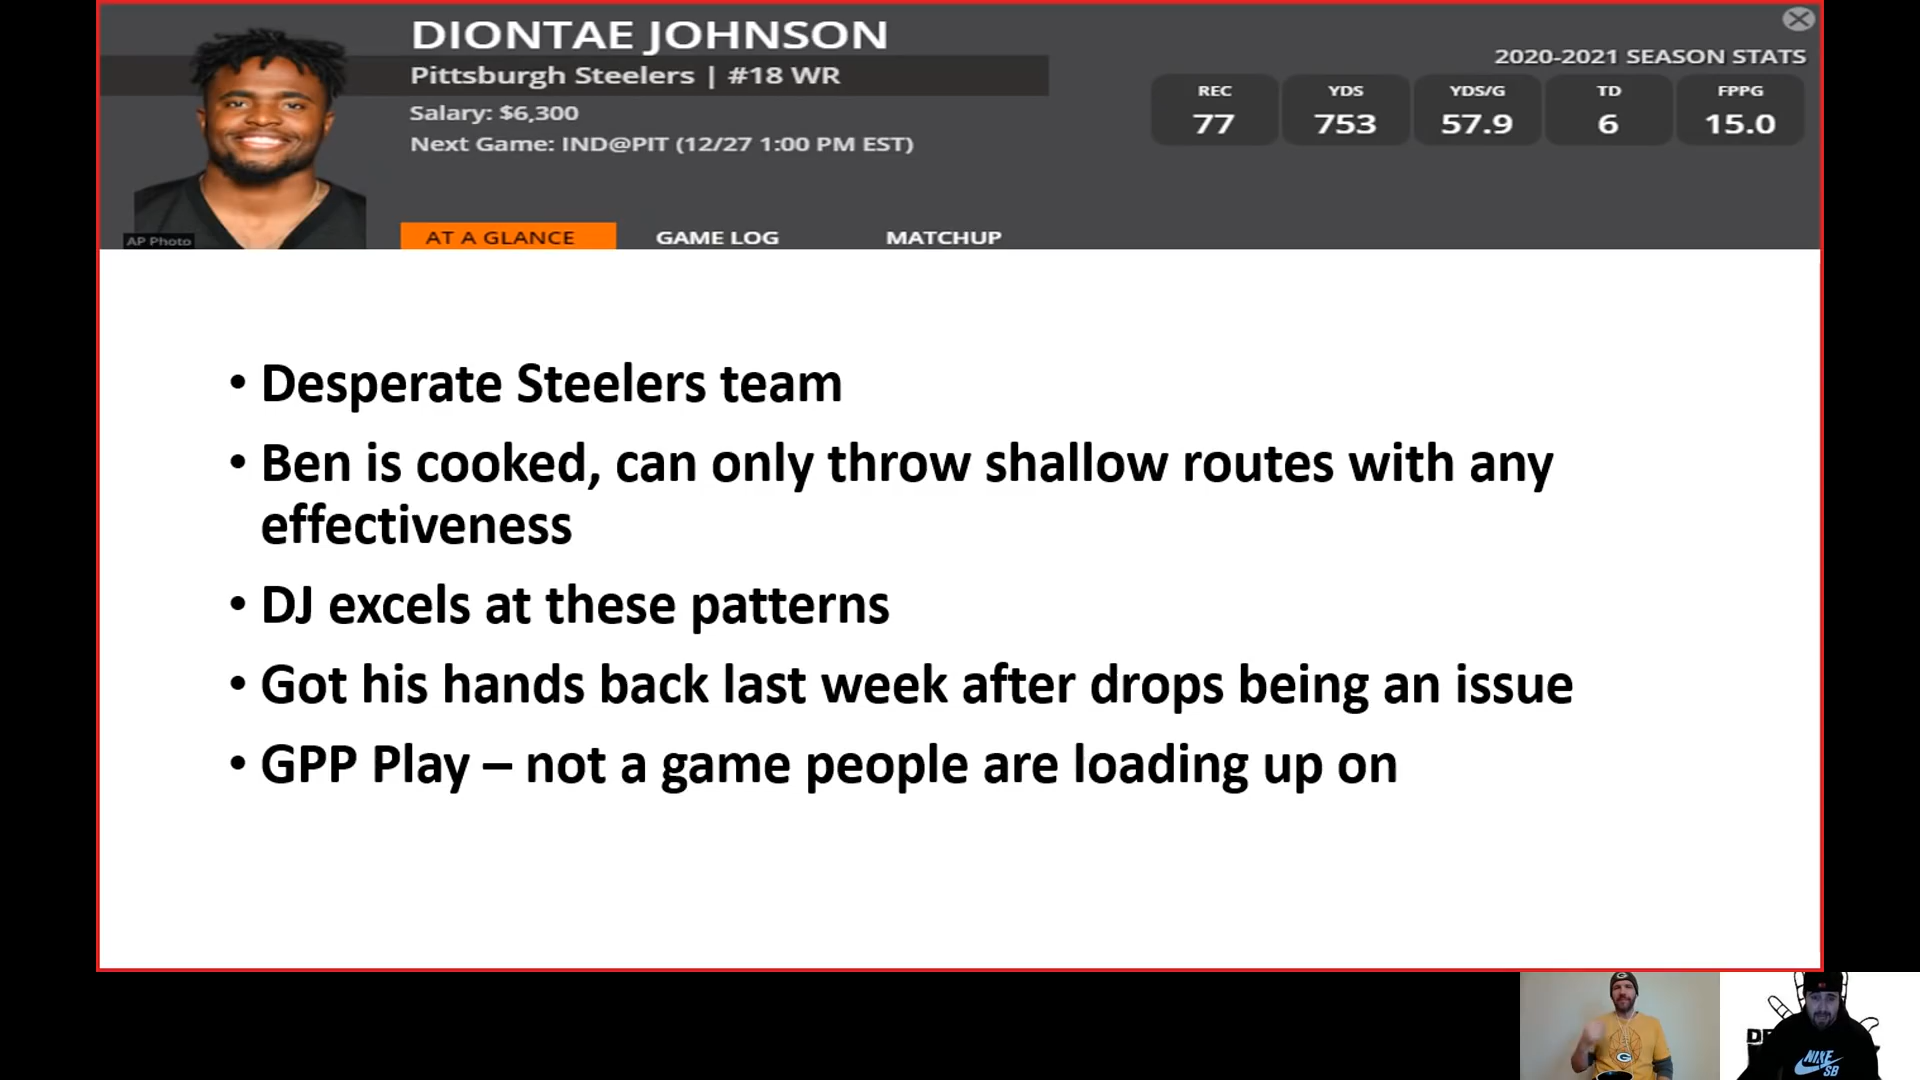 DIONTAE JOHNSON
Pittsburgh Steelers | #18 WR
Salary: $6,300
Next Game: IND@PIT (12/27 1:00 PM EST)
2020-2021 SEASON STATS
REC YDS YDS/G TD FPPG
77 753 57.9 6 15.0
AP Photo
AT A GLANCE GAME LOG MATCHUP
• Desperate Steelers team
• Ben is cooked, can only throw shallow routes with any
effectiveness
• DJ excels at these patterns
• Got his hands back last week after drops being an issue
• GPP Play – not a game people are loading up on
G
G
NIKE
SB